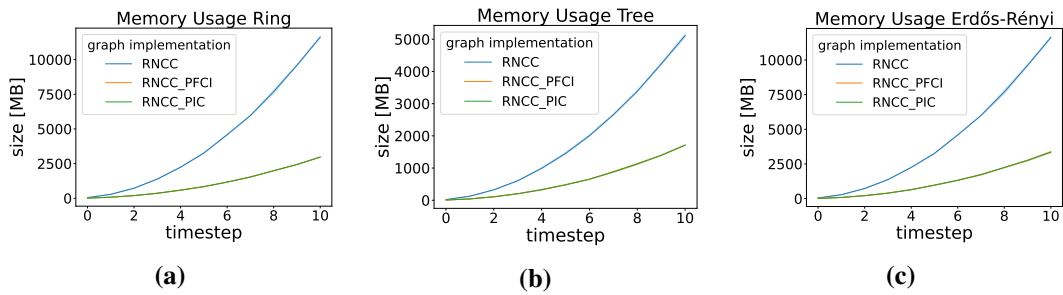 Memory Usage Ring
graph implementation
RNCC
RNCC_PFCI
RNCC_PIC
size [MB]
10000
7500
5000
2500
0
0 2 4 6 8 10
timestep
(a)
Memory Usage Tree
graph implementation
RNCC
RNCC_PFCI
RNCC_PIC
size [MB]
5000
4000
3000
2000
1000
0
0 2 4 6 8 10
timestep
(b)
Memory Usage Erdős-Rényi
graph implementation
RNCC
RNCC_PFCI
RNCC_PIC
size [MB]
10000
7500
5000
2500
0
0 2 4 6 8 10
timestep
(c)